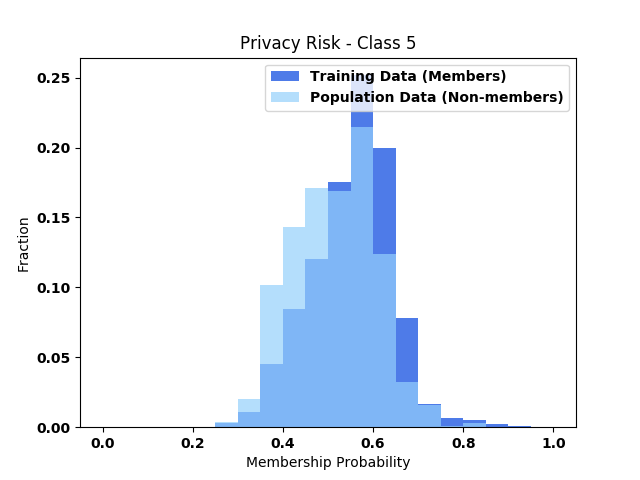 Privacy Risk - Class 5
Training Data (Members)
Population Data (Non-members)
0.25
0.20
0.15
0.10
0.05
0.00
Fraction
0.0 0.2 0.4 0.6 0.8 1.0
Membership Probability